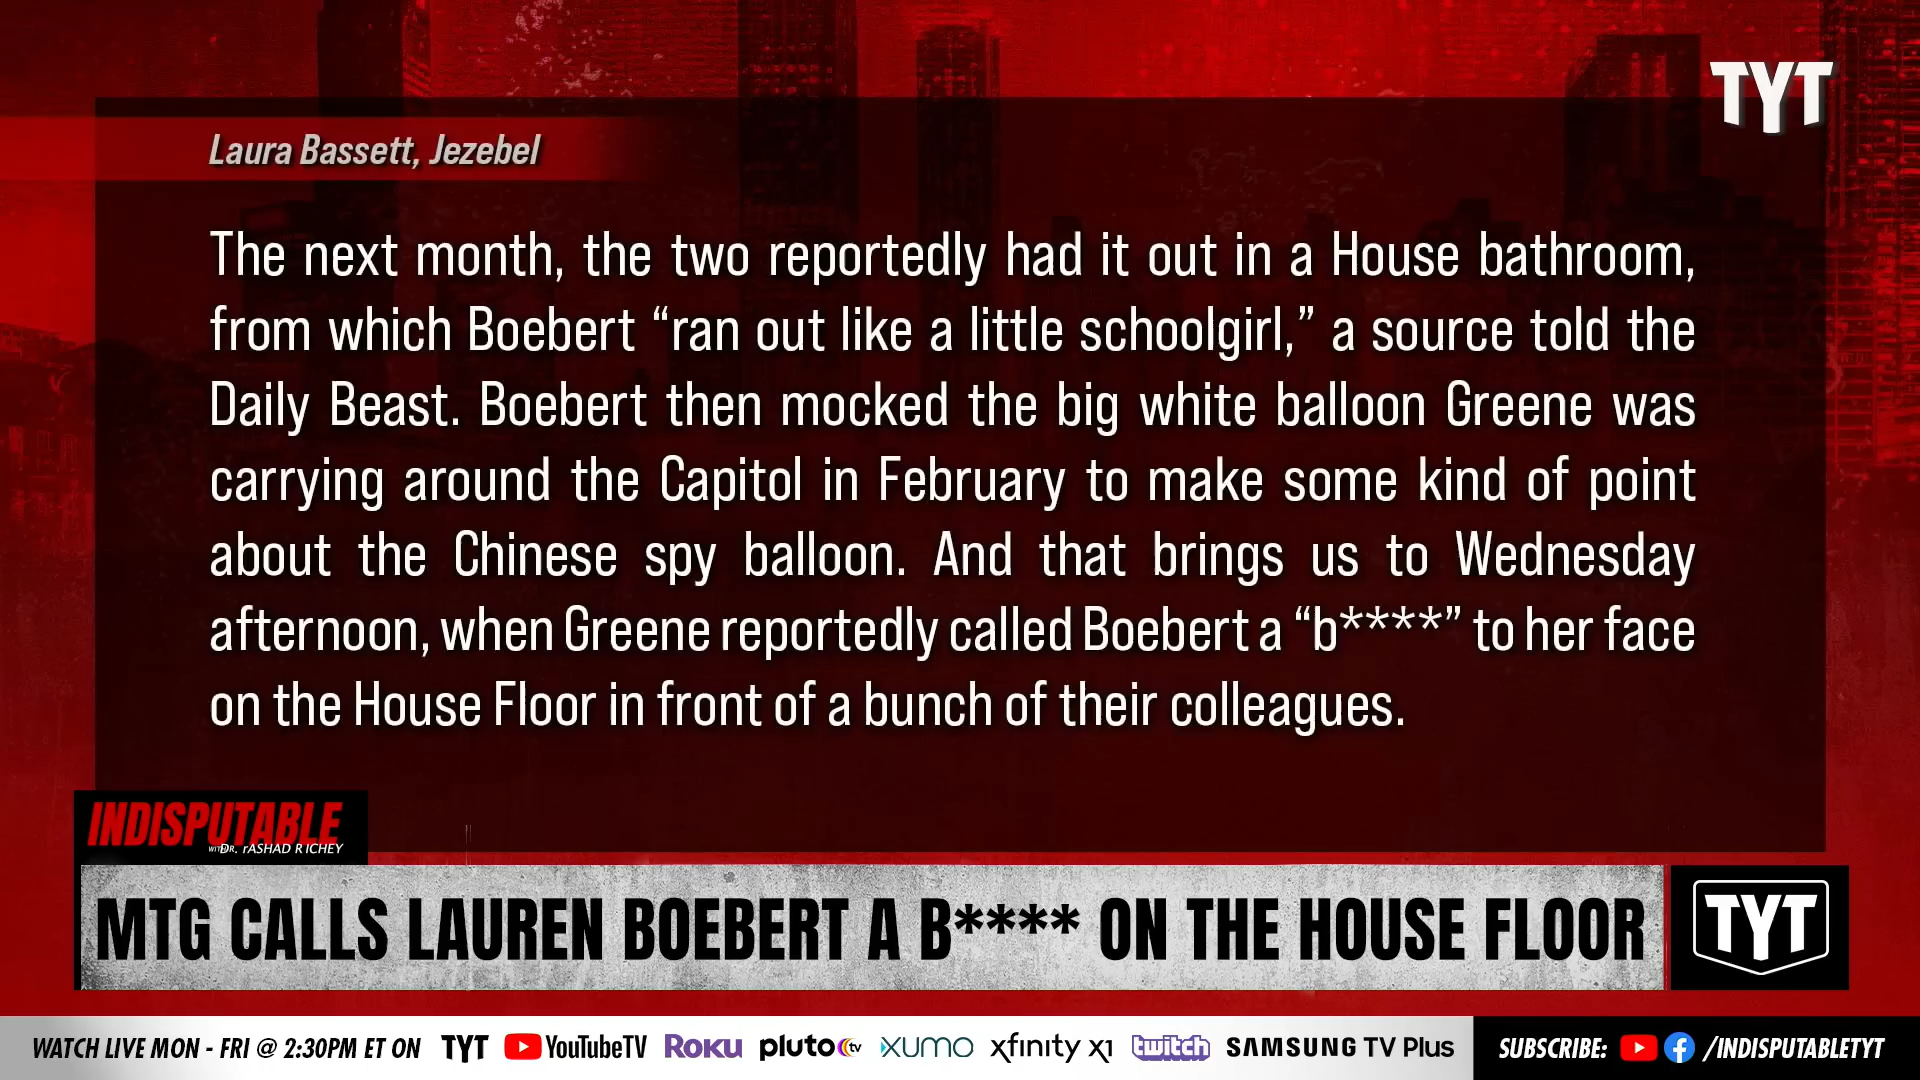 TYT
Laura Bassett, Jezebel
The next month, the two reportedly had it out in a House bathroom,
from which Boebert “ran out like a little schoolgirl,” a source told the
Daily Beast. Boebert then mocked the big white balloon Greene was
carrying around the Capitol in February to make some kind of point
about the Chinese spy balloon. And that brings us to Wednesday
afternoon, when Greene reportedly called Boebert a “b****” to her face
on the House Floor in front of a bunch of their colleagues.
INDISPUTABLE
WITH DR. rASHAD RICHEY
MTG CALLS LAUREN BOEBERT A B**** ON THE HOUSE FLOOR
TYT
WATCH LIVE MON - FRI @ 2:30PM ET ON TYT YouTubeTV ROKU pluto tv XUMO xfinity x1 twitch SAMSUNG TV Plus SUBSCRIBE: /INDISPUTABLETYT